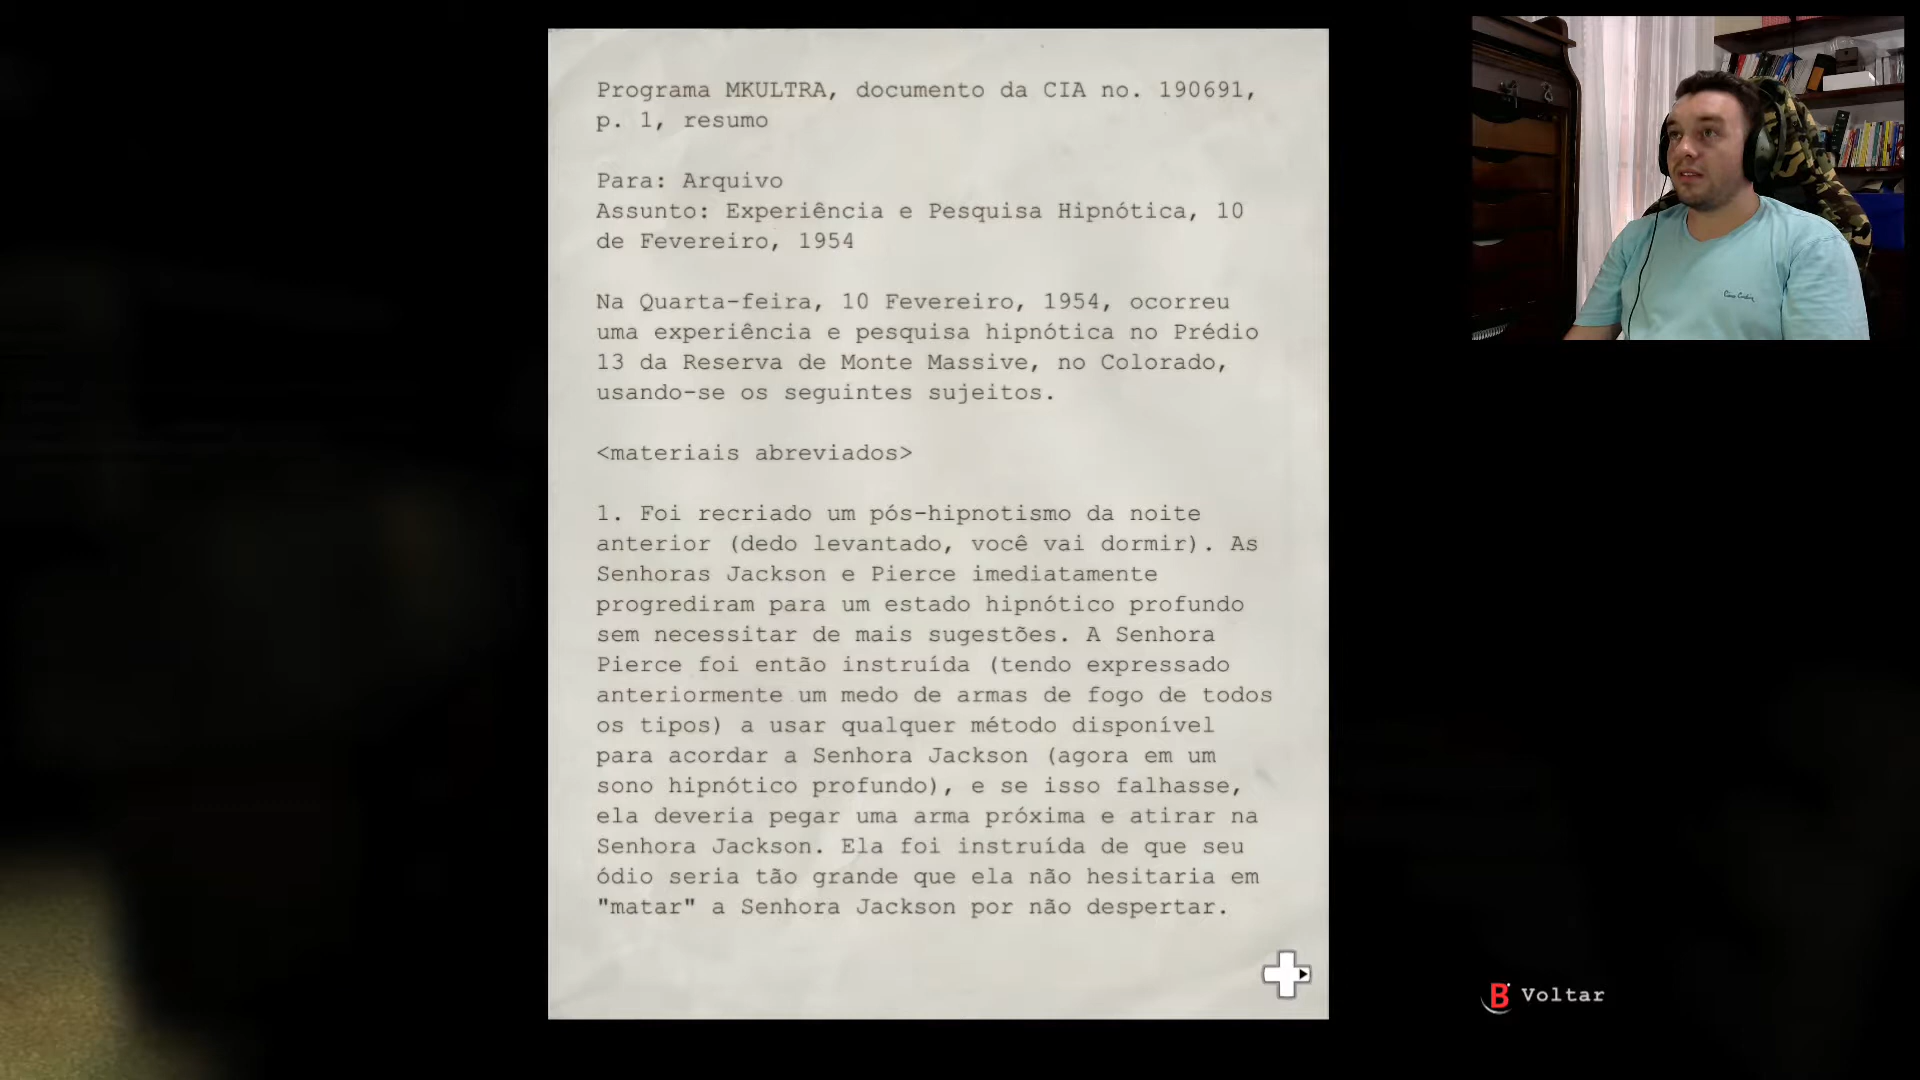 Programa MKULTRA, documento da CIA no. 190691,
p. 1, resumo
Para: Arquivo
Assunto: Experiência e Pesquisa Hipnótica, 10
de Fevereiro, 1954
Na Quarta-feira, 10 Fevereiro, 1954, ocorreu
uma experiência e pesquisa hipnótica no Prédio
13 da Reserva de Monte Massive, no Colorado,
usando-se os seguintes sujeitos.
<materiais abreviados>
1. Foi recriado um pós-hipnotismo da noite
anterior (dedo levantado, você vai dormir). As
Senhoras Jackson e Pierce imediatamente
progrediram para um estado hipnótico profundo
sem necessitar de mais sugestões. A Senhora
Pierce foi então instruída (tendo expressado
anteriormente um medo de armas de fogo de todos
os tipos) a usar qualquer método disponível
para acordar a Senhora Jackson (agora em um
sono hipnótico profundo), e se isso falhasse,
ela deveria pegar uma arma próxima e atirar na
Senhora Jackson. Ela foi instruída de que seu
ódio seria tão grande que ela não hesitaria em
"matar" a Senhora Jackson por não despertar.
B Voltar